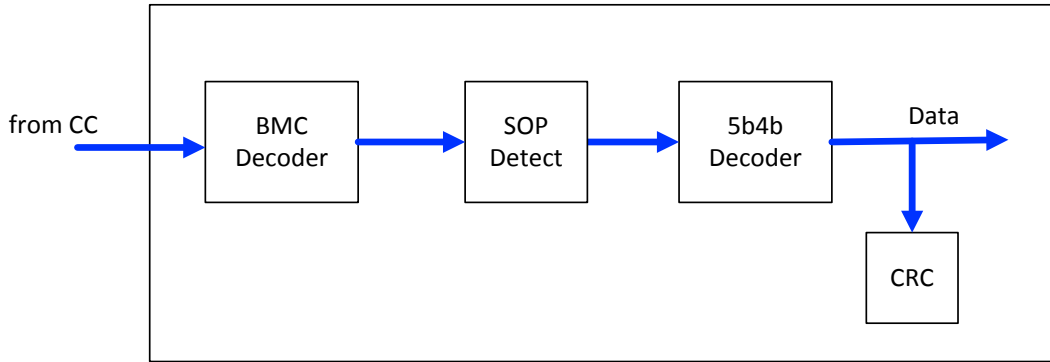 from CC
BMC
Decoder
SOP
Detect
5b4b
Decoder
Data
CRC